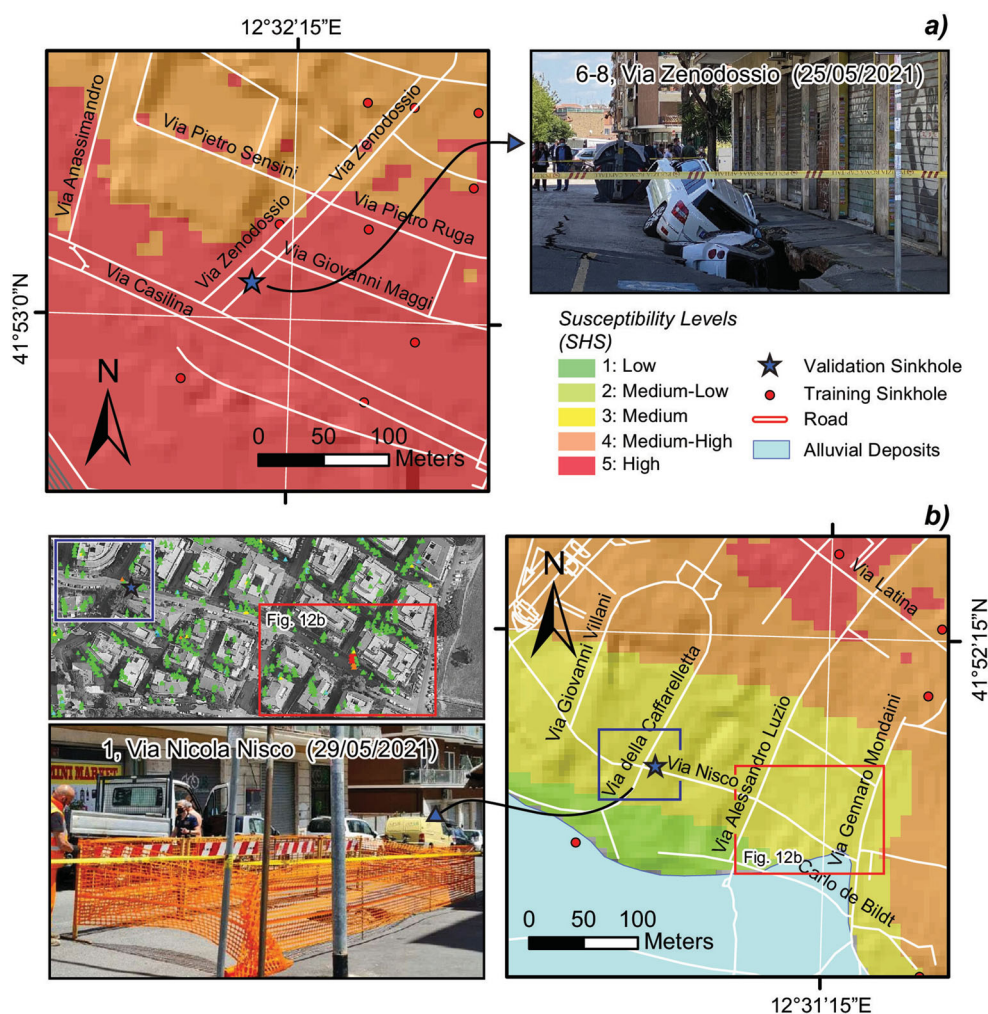 12°32'15”E
a)
6-8, Via Zenodossio (25/05/2021)
Via Anassimandro
Via Pietro Sensini
Via Zenodossio
Via Pietro Ruga
Via Zenodossio
Via Giovanni Maggi
Via Casilina
41°53'0”N
N
0 50 100
Meters
Susceptibility Levels
(SHS)
1: Low
2: Medium-Low
3: Medium
4: Medium-High
5: High
Validation Sinkhole
Training Sinkhole
Road
Alluvial Deposits
b)
Fig. 12b
1, Via Nicola Nisco (29/05/2021)
MINI MARKET
N
Via Latina
41°52'15”N
Via Giovanni Villani
Via della Caffarelletta
Via Alessandro Luzio
Via Gennaro Mondaini
Via Nisco
Fig. 12b
Carlo de Bildt
0 50 100
Meters
12°31'15”E